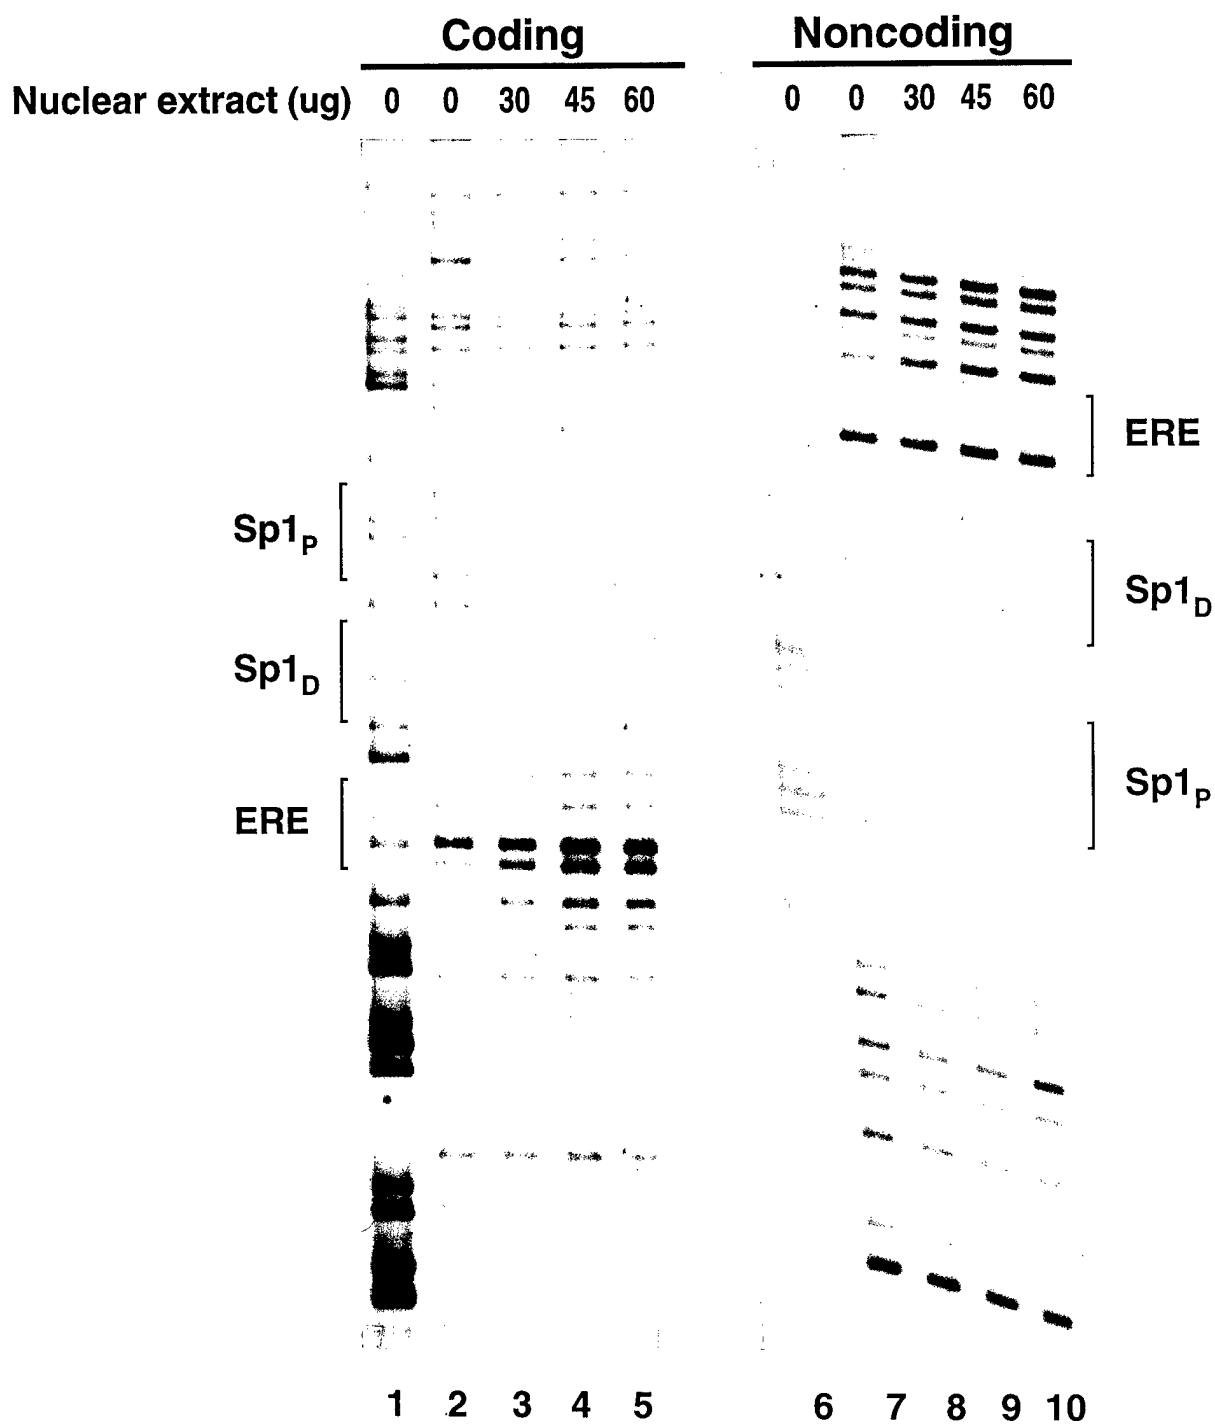 Coding Noncoding
Nuclear extract (ug) 0 0 30 45 60 0 0 30 45 60
ERE
Sp1P
Sp1D
Sp1D
ERE
Sp1P
1 2 3 4 5 6 7 8 9 10